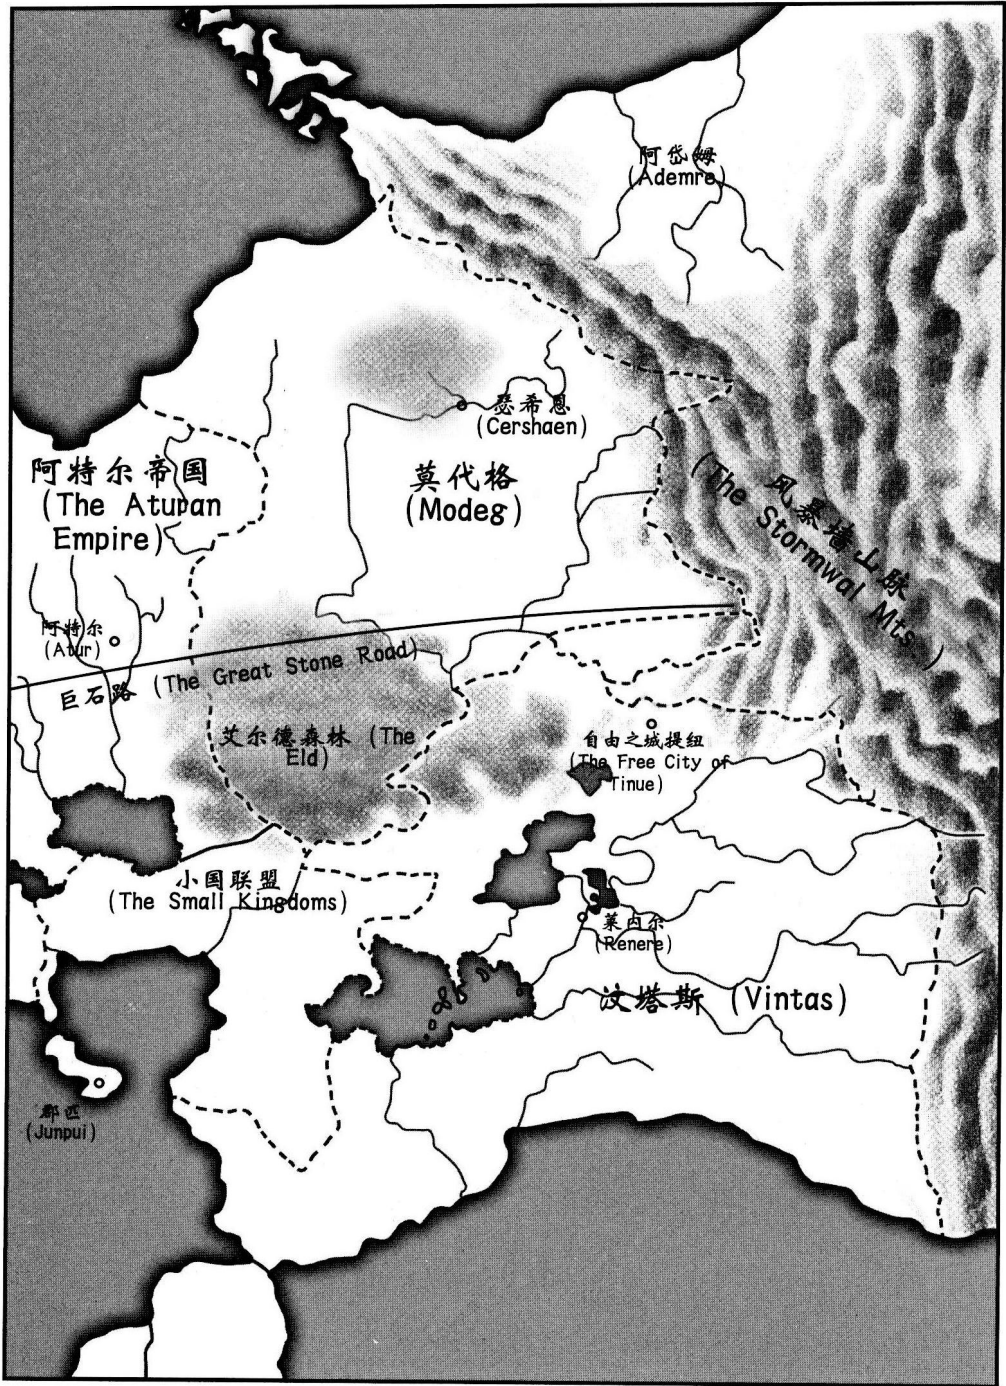 阿岱姆
(Ademre)
瑟希恩
(Cershaen)
阿特尔帝国
(The Aturan
Empire)
莫代格
(Modeg)
风暴墙山脉
(The Stormwal Mts.)
阿特尔
(Atur)
巨石路 (The Great Stone Road)
艾尔德森林 (The
Eld)
自由之城提纽
(The Free City of
Tinue)
小国联盟
(The Small Kingdoms)
莱内尔
(Renere)
汶塔斯 (Vintas)
郡匹
(Junpui)